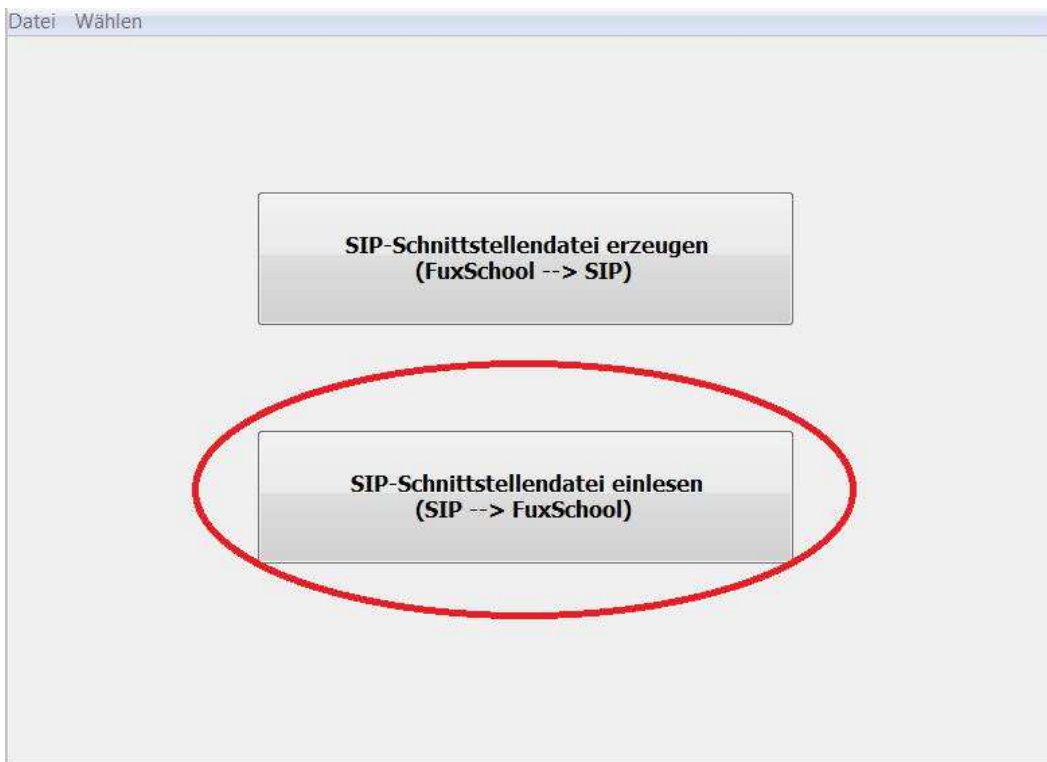 Datei Wählen
SIP-Schnittstellendatei erzeugen
(FuxSchool --> SIP)
SIP-Schnittstellendatei einlesen
(SIP --> FuxSchool)